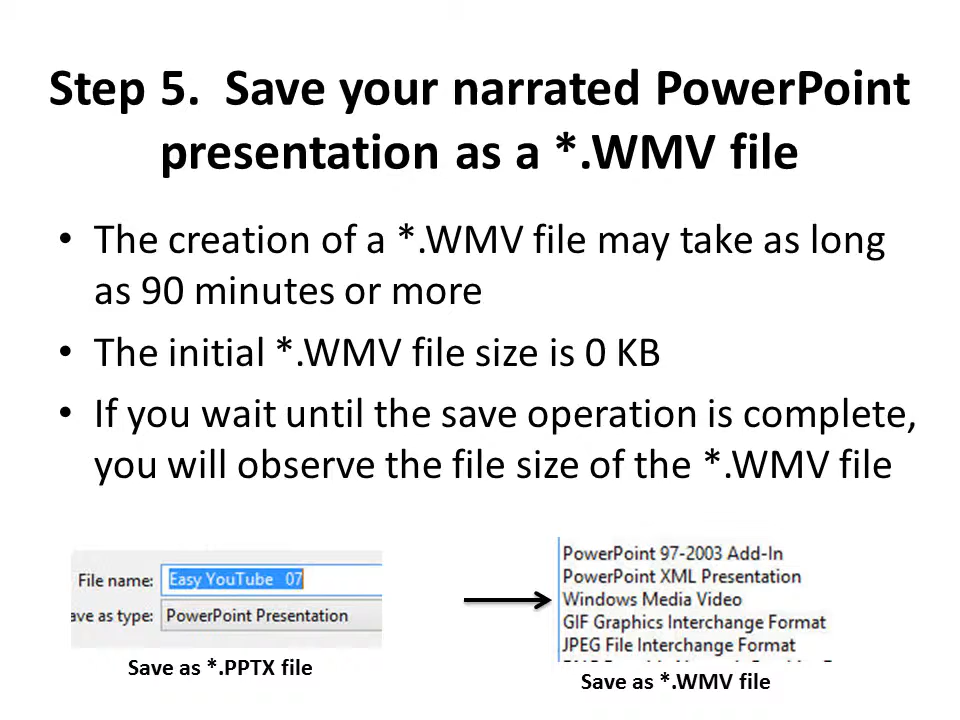 Step 5.  Save your narrated PowerPoint
presentation as a *.WMV file
• The creation of a *.WMV file may take as long
as 90 minutes or more
• The initial *.WMV file size is 0 KB
• If you wait until the save operation is complete,
you will observe the file size of the *.WMV file
File name: Easy YouTube  07
ave as type: PowerPoint Presentation
Save as *.PPTX file
PowerPoint 97-2003 Add-In
PowerPoint XML Presentation
Windows Media Video
GIF Graphics Interchange Format
JPEG File Interchange Format
Save as *.WMV file